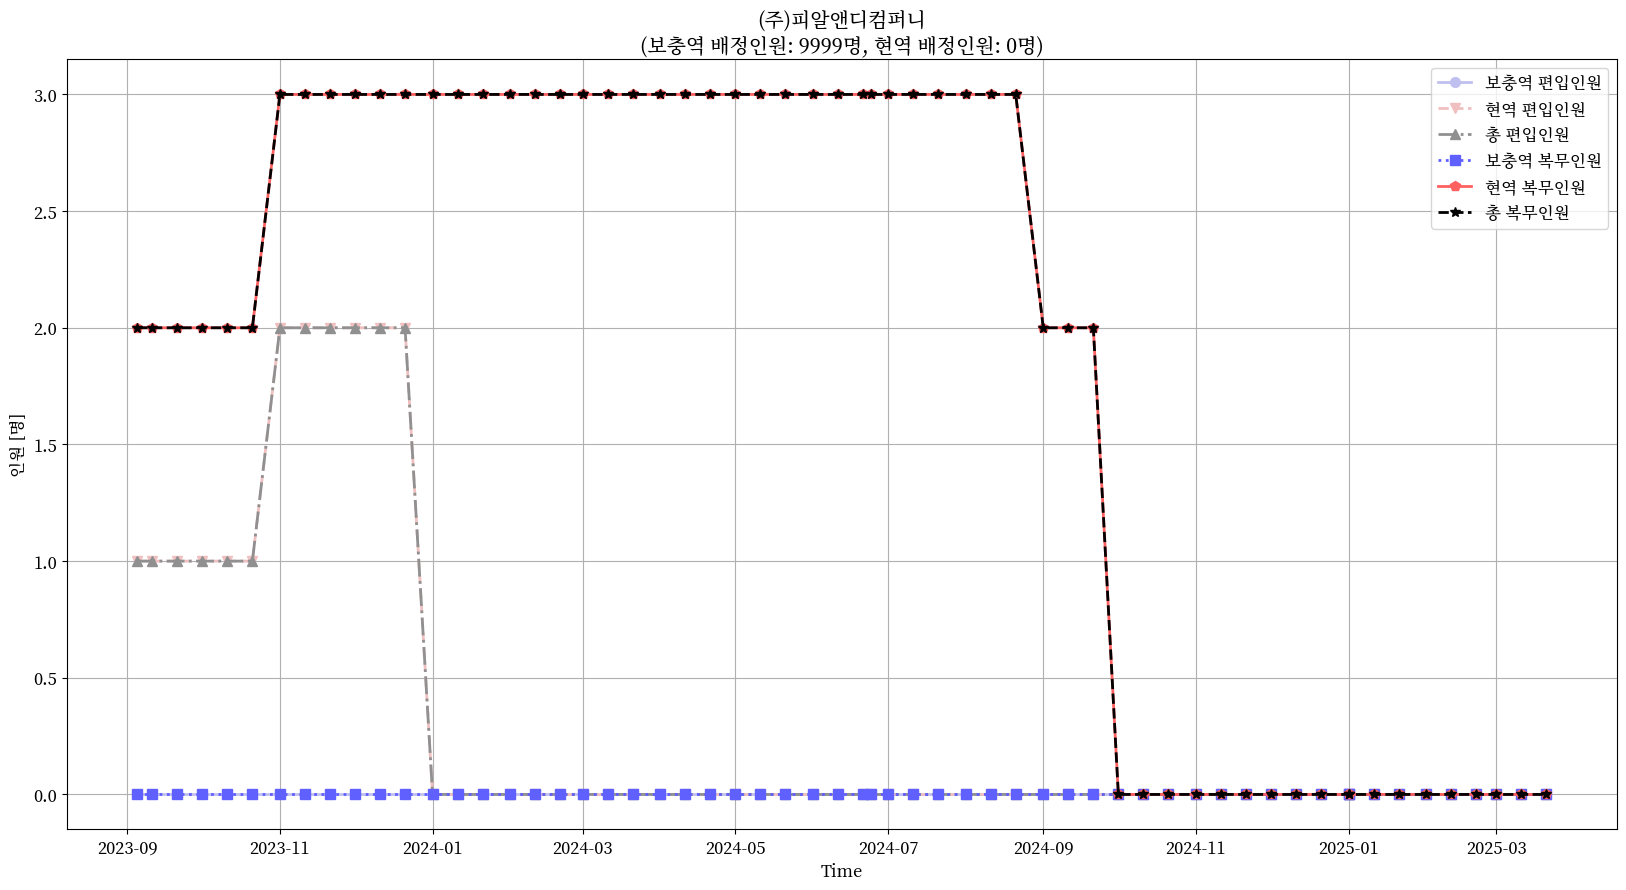 (주)피알앤디컴퍼니
(보충역 배정인원: 9999명, 현역 배정인원: 0명)
보충역 편입인원
현역 편입인원
총 편입인원
보충역 복무인원
현역 복무인원
총 복무인원
인원 [명]
3.0
2.5
2.0
1.5
1.0
0.5
0.0
2023-09
2023-11
2024-01
2024-03
2024-05
2024-07
2024-09
2024-11
2025-01
2025-03
Time